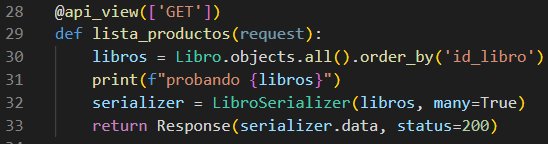 28 @api_view(['GET'])
29 def lista_productos(request):
30     libros = Libro.objects.all().order_by('id_libro')
31     print(f"probando {libros}")
32     serializer = LibroSerializer(libros, many=True)
33     return Response(serializer.data, status=200)